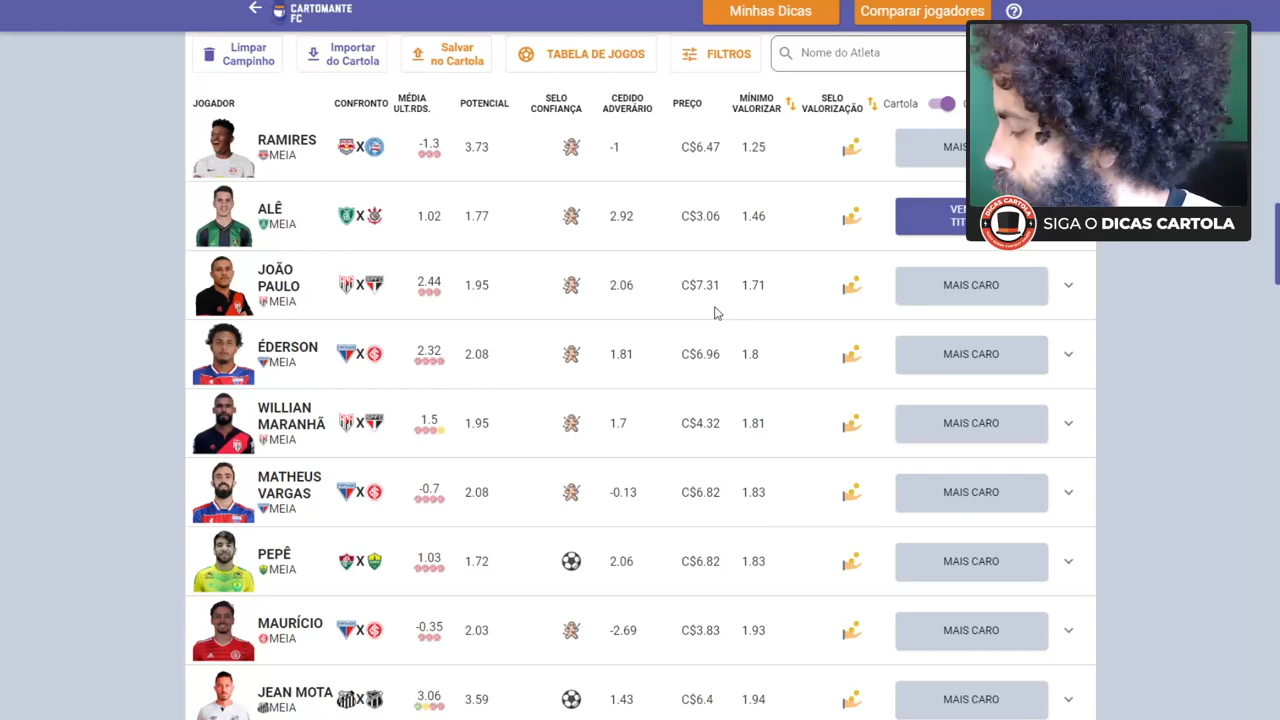 CARTOMANTE
FC
Minhas Dicas
Comparar jogadores
Limpar
Campinho
Importar
do Cartola
Salvar
no Cartola
TABELA DE JOGOS
FILTROS
Nome do Atleta
JOGADOR
CONFRONTO
MÉDIA
ULT.RDS.
POTENCIAL
SELO
CONFIANÇA
CEDIDO
ADVERÁRIO
PREÇO
MÍNIMO
VALORIZAR
SELO
VALORIZAÇÃO
Cartola
RAMIRES
MEIA
X
-1.3
3.73
-1
C$6.47
1.25
MAIS
ALÊ
MEIA
X
1.02
1.77
2.92
C$3.06
1.46
VEN
TIT
JOÃO
PAULO
MEIA
X
2.44
1.95
2.06
C$7.31
1.71
MAIS CARO
ÉDERSON
MEIA
X
2.32
2.08
1.81
C$6.96
1.8
MAIS CARO
WILLIAN
MARANHÃ
MEIA
X
1.5
1.95
1.7
C$4.32
1.81
MAIS CARO
MATHEUS
VARGAS
MEIA
X
-0.7
2.08
-0.13
C$6.82
1.83
MAIS CARO
PEPÊ
MEIA
X
1.03
1.72
2.06
C$6.82
1.83
MAIS CARO
MAURÍCIO
MEIA
X
-0.35
2.03
-2.69
C$3.83
1.93
MAIS CARO
JEAN MOTA
MEIA
X
3.06
3.59
1.43
C$6.4
1.94
MAIS CARO
DICAS CARTOLA
SIGA O DICAS CARTOLA